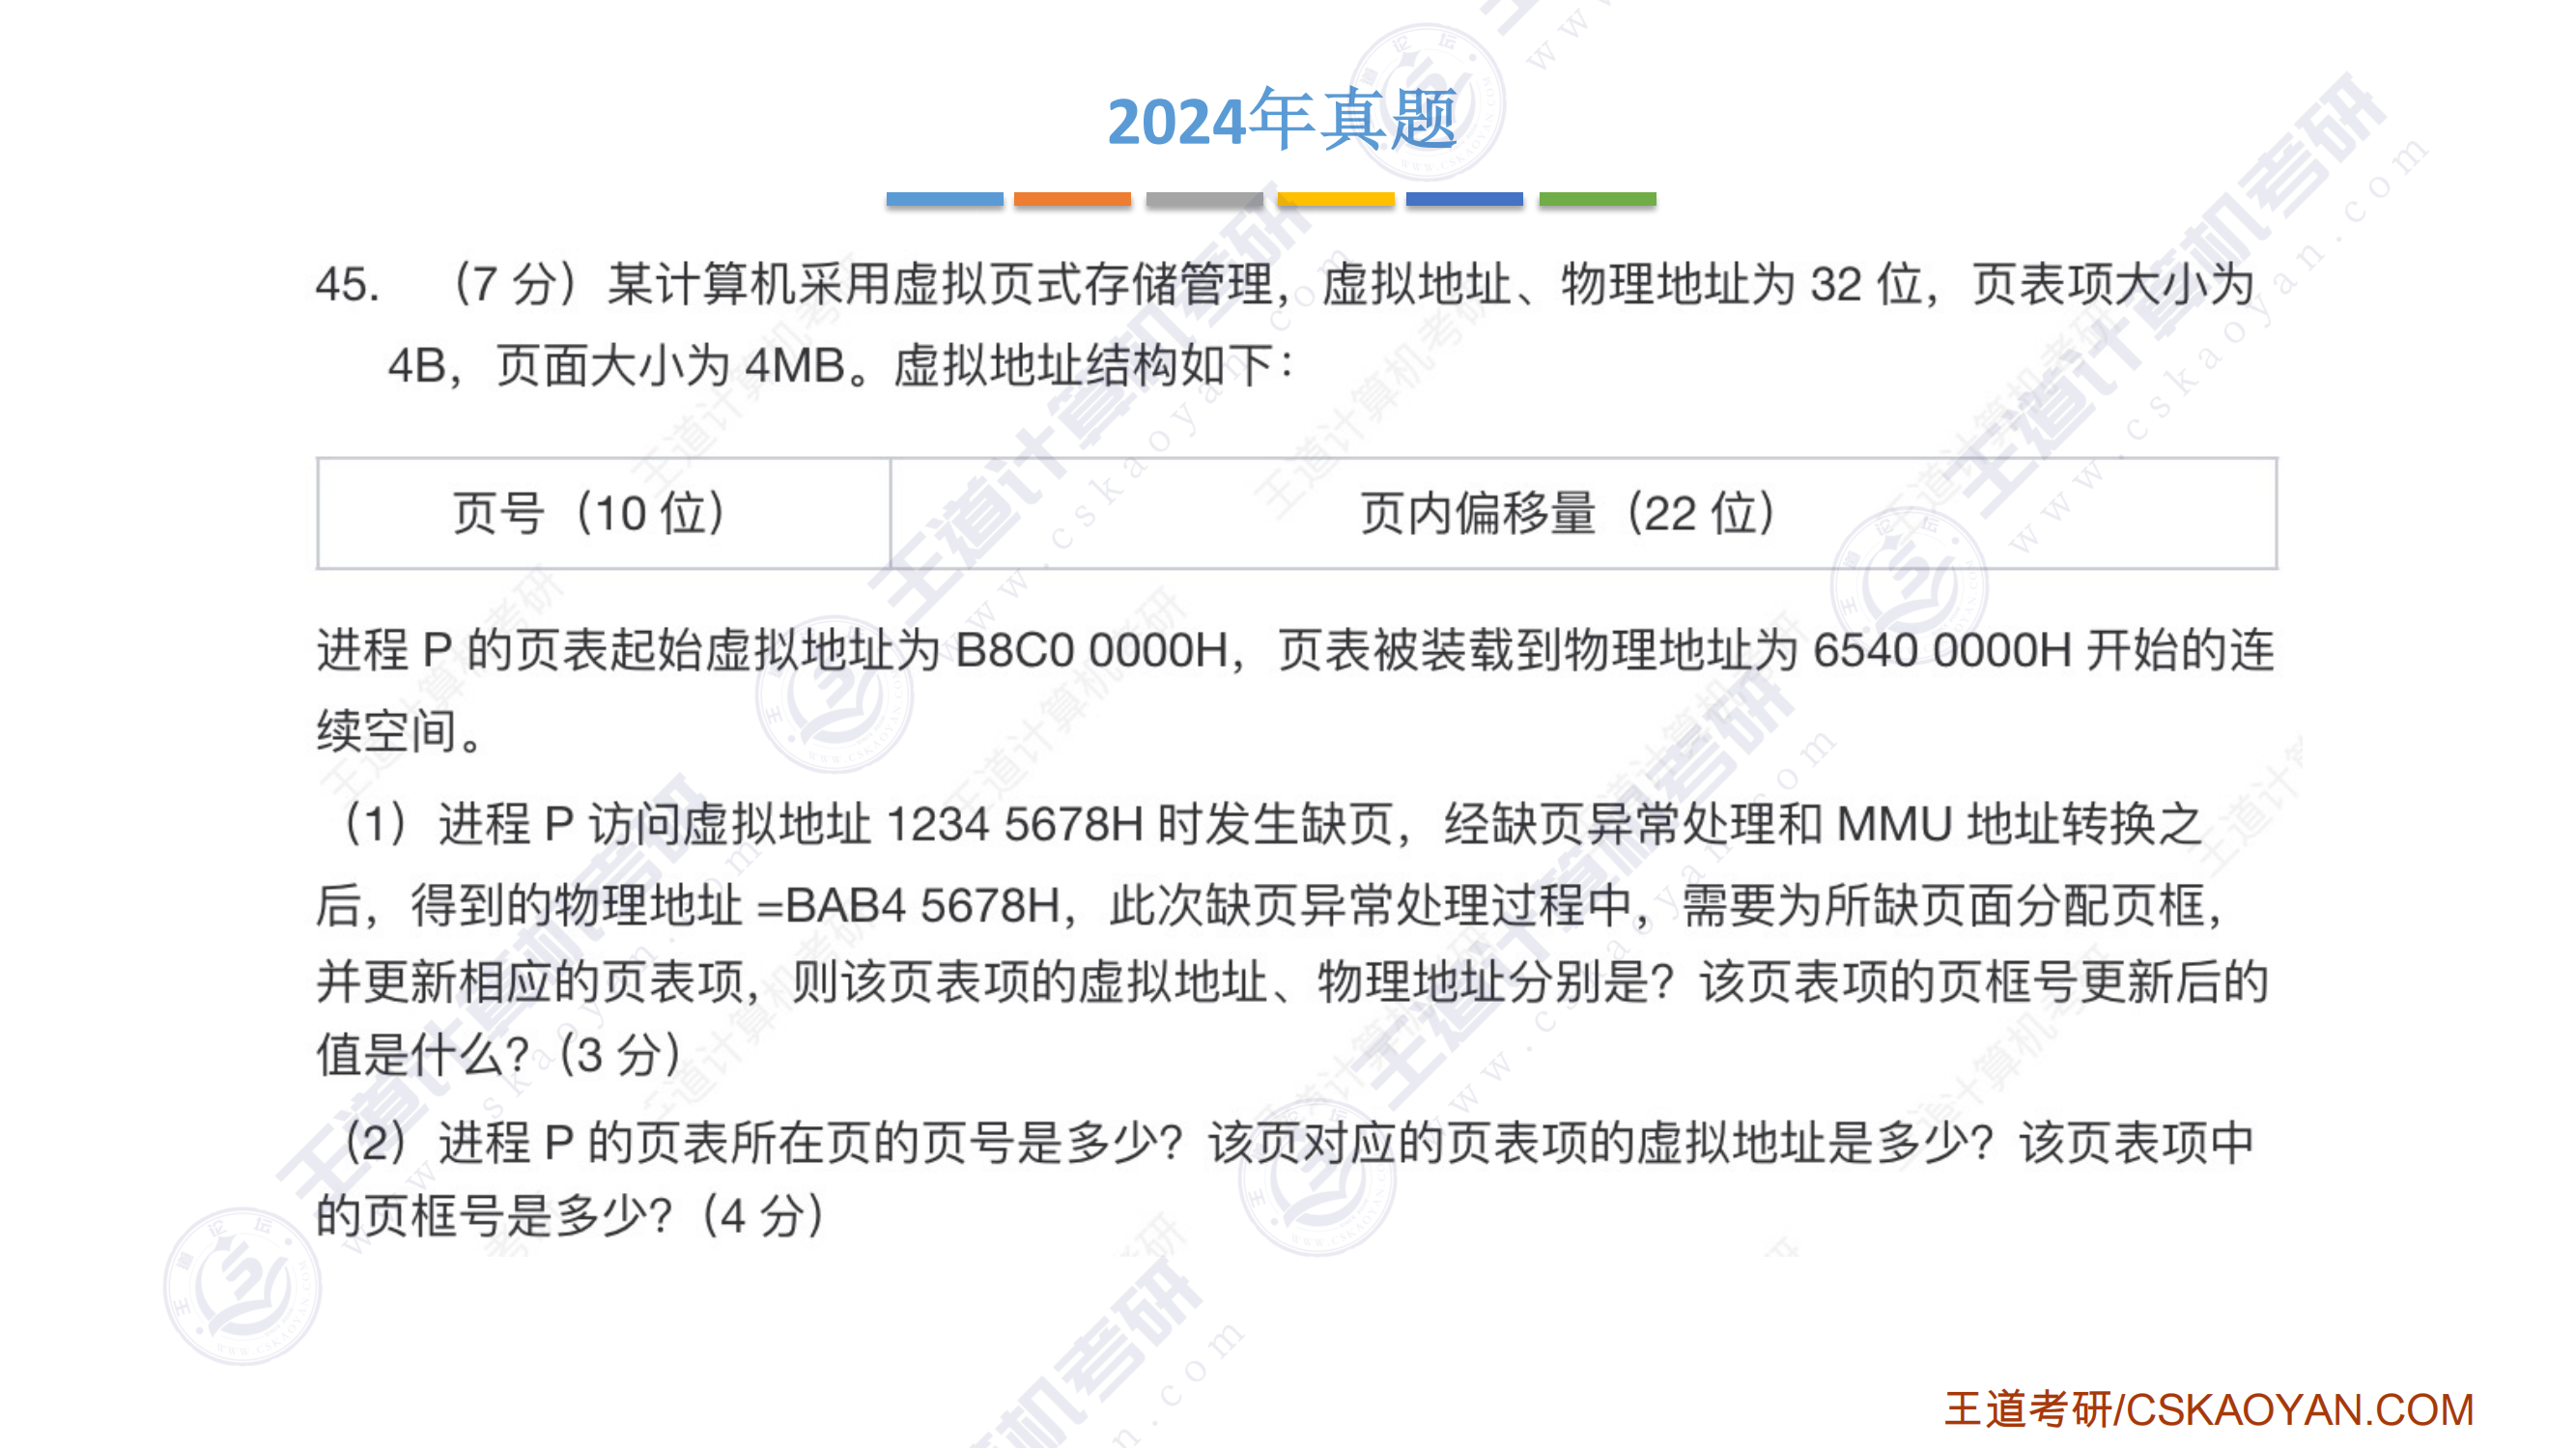 2024年真题
45. （7 分）某计算机采用虚拟页式存储管理，虚拟地址、物理地址为 32 位，页表项大小为
4B，页面大小为 4MB。虚拟地址结构如下：
页号（10 位） 页内偏移量（22 位）
进程 P 的页表起始虚拟地址为 B8C0 0000H，页表被装载到物理地址为 6540 0000H 开始的连
续空间。
（1）进程 P 访问虚拟地址 1234 5678H 时发生缺页，经缺页异常处理和 MMU 地址转换之
后，得到的物理地址 =BAB4 5678H，此次缺页异常处理过程中，需要为所缺页面分配页框，
并更新相应的页表项，则该页表项的虚拟地址、物理地址分别是？该页表项的页框号更新后的
值是什么？（3 分）
（2）进程 P 的页表所在页的页号是多少？该页对应的页表项的虚拟地址是多少？该页表项中
的页框号是多少？（4 分）
王道考研/CSKAOYAN.COM
王道计算机考研
www.cskaoyan.com